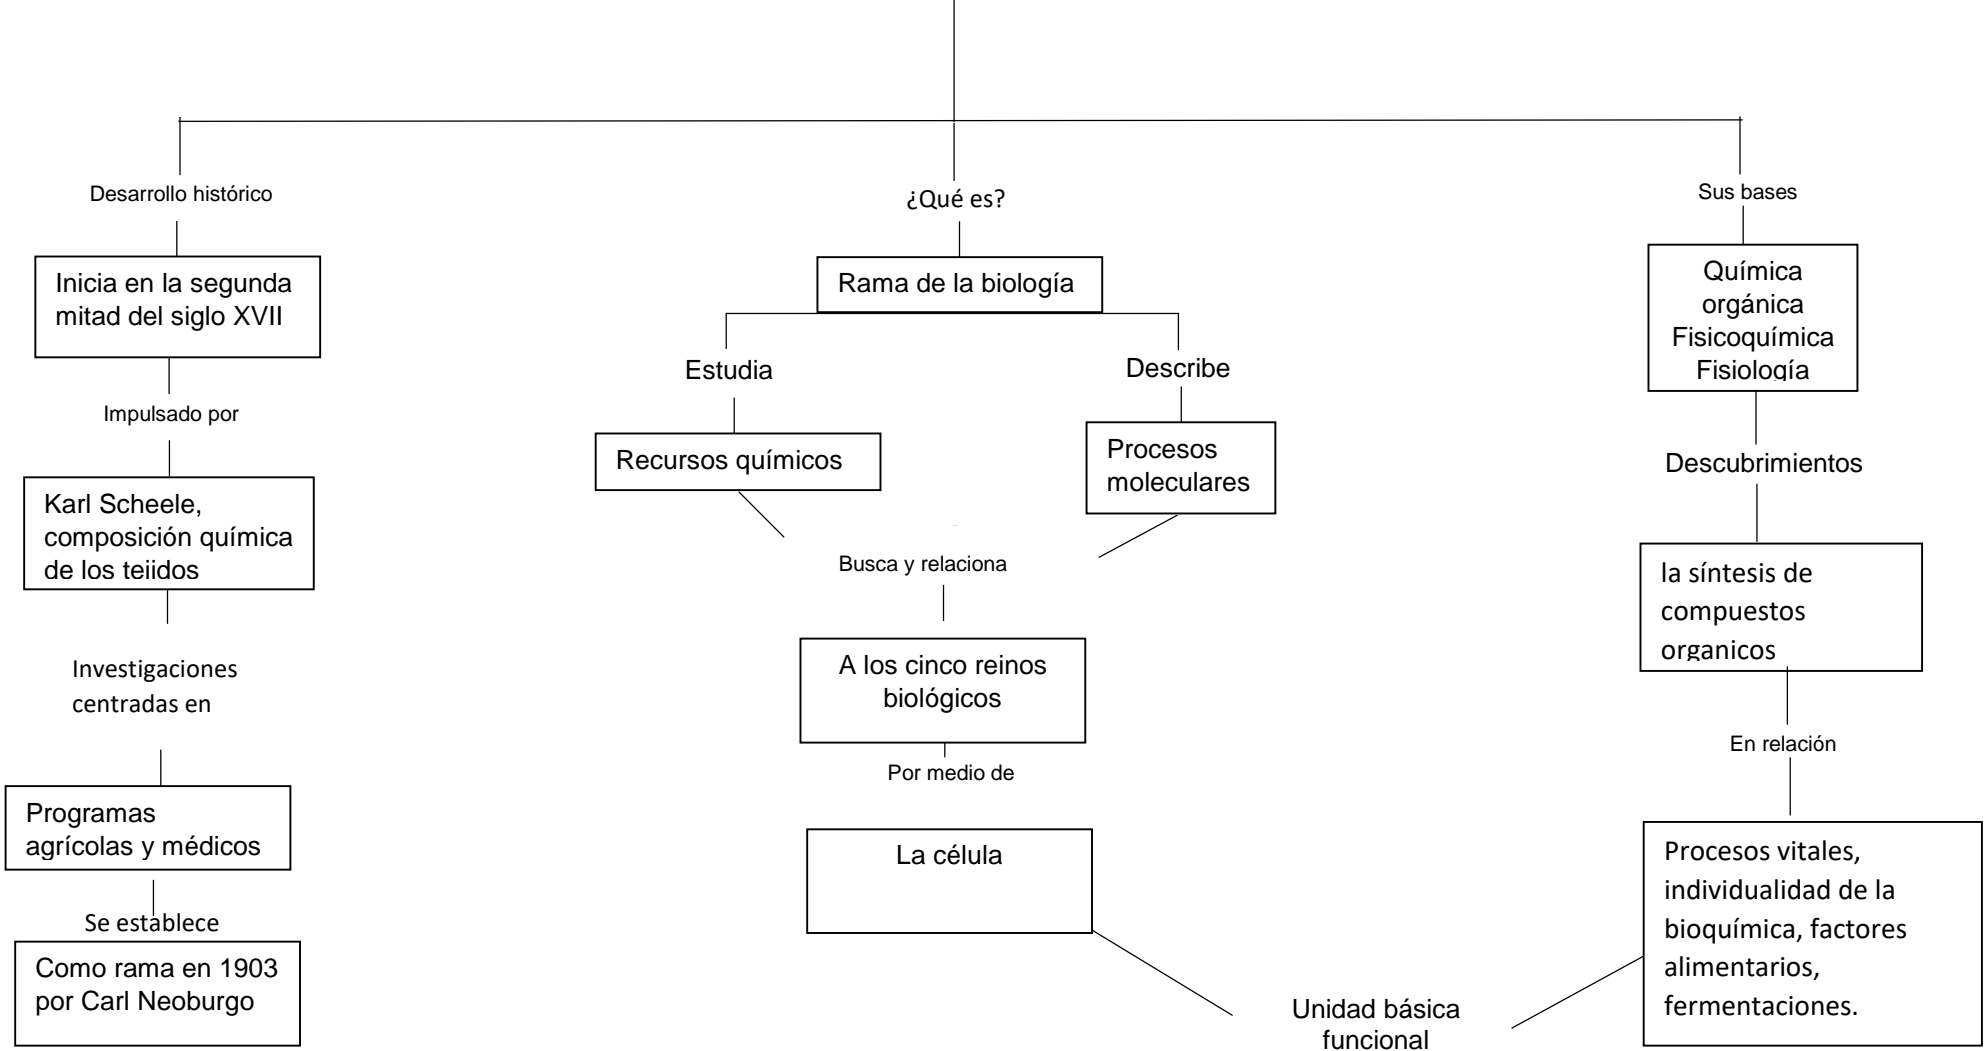 Desarrollo histórico
Inicia en la segunda
mitad del siglo XVII
Impulsado por
Karl Scheele,
composición química
de los tejidos
Investigaciones
centradas en
Programas
agrícolas y médicos
Se establece
Como rama en 1903
por Carl Neoburgo
¿Qué es?
Rama de la biología
Estudia
Recursos químicos
Describe
Procesos
moleculares
Busca y relaciona
A los cinco reinos
biológicos
Por medio de
La célula
Unidad básica
funcional
Sus bases
Química
orgánica
Fisicoquímica
Fisiología
Descubrimientos
la síntesis de
compuestos
organicos
En relación
Procesos vitales,
individualidad de la
bioquímica, factores
alimentarios,
fermentaciones.